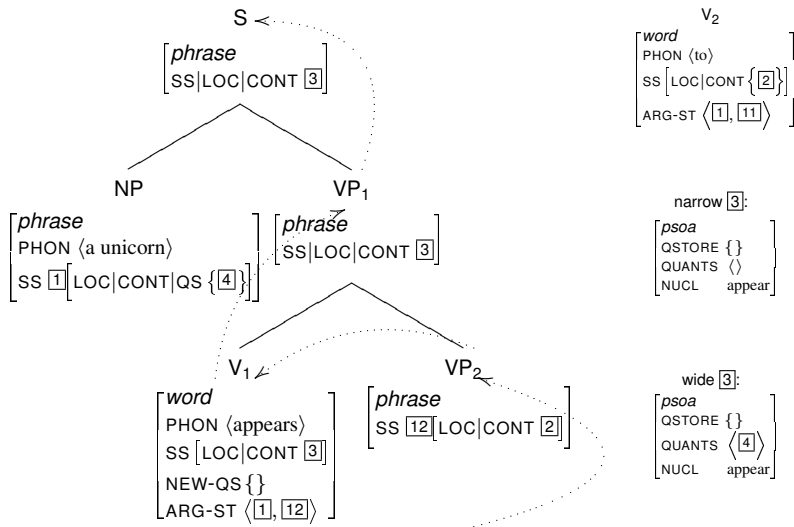 S
phrase
SS|LOC|CONT 3
NP
VP1
phrase
PHON ⟨a unicorn⟩
SS 1[LOC|CONT|QS {4}]
phrase
SS|LOC|CONT 3
V1
VP2
word
PHON ⟨appears⟩
SS [LOC|CONT 3]
NEW-QS {}
ARG-ST ⟨1, 12⟩
phrase
SS 12[LOC|CONT 2]
V2
word
PHON ⟨to⟩
SS [LOC|CONT {2}]
ARG-ST ⟨1, 11⟩
narrow 3:
psoa
QSTORE {}
QUANTS ⟨⟩
NUCL appear
wide 3:
psoa
QSTORE {}
QUANTS ⟨4⟩
NUCL appear